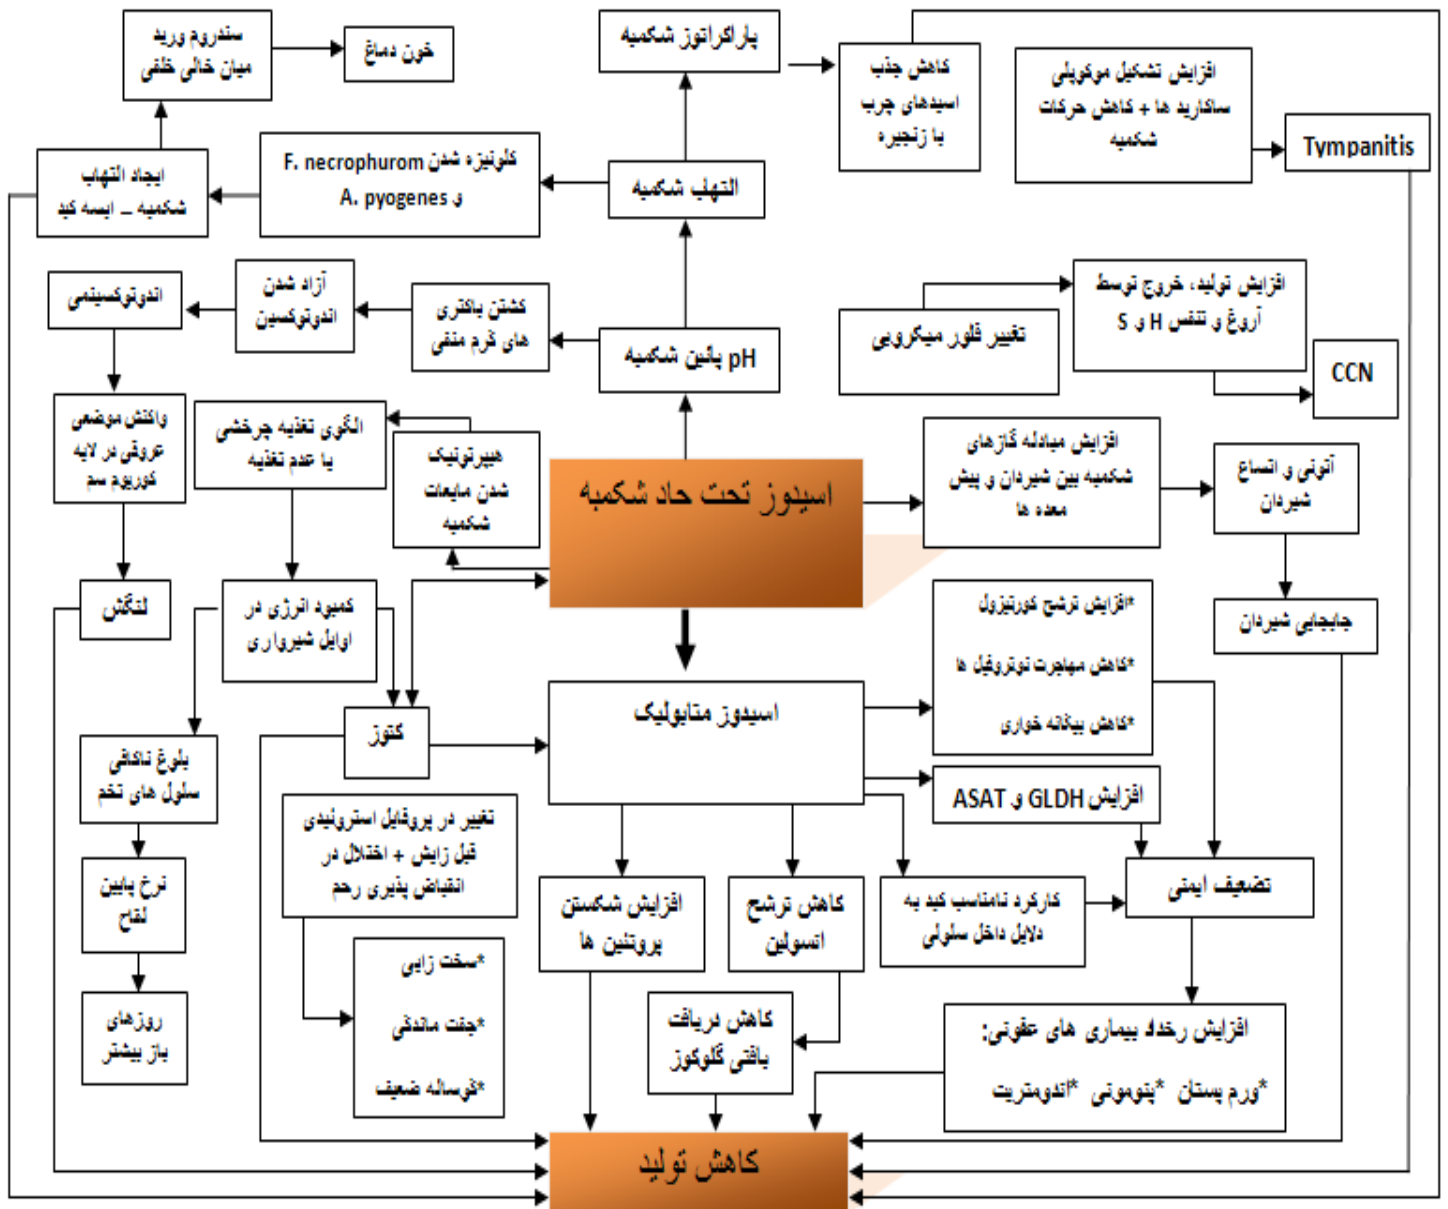 سندروم ورید
میان خالی خلفی
خون دماغ
پاراکراتوز شکمبه
کاهش جذب
اسیدهای چرب
با زنجیره
افزایش تشکیل موکوپلی
ساکارید ها + کاهش حرکات
شکمبه
Tympanitis
ایجاد التهاب
شکمبه – ابسه کبد
کلونیزه شدن F. necrophurom
و A. pyogenes
التهاب شکمبه
اندوتوکسیمی
آزاد شدن
اندوتوکسین
کشتن باکتری
های گرم منفی
pH پائین شکمبه
تغییر فلور میکروبی
افزایش تولید، خروج توسط
آروغ و تنفس H و S
CCN
واکنش موضعی
عروقی در لایه
کوریوم سم
الگوی تغذیه چرخشی
یا عدم تغذیه
هیپرتونیک
شدن مایعات
شکمبه
اسیدوز تحت حاد شکمبه
افزایش مبادله گازهای
شکمبه بین شیردان و پیش
معده ها
آتونی و اتساع
شیردان
لنگش
کمبود انرژی در
اوایل شیرواری
*افزایش ترشح کورتیزول
*کاهش مهاجرت نوتروفیل ها
*کاهش بیگانه خواری
جابجایی شیردان
کتوز
اسیدوز متابولیک
بلوغ ناکافی
سلول های تخم
افزایش GLDH و ASAT
تغییر در پروفایل استروئیدی
قبل زایش + اختلال در
انقباض پذیری رحم
نرخ پایین
لقاح
افزایش شکستن
پروتئین ها
کاهش ترشح
انسولین
کارکرد نامناسب کبد به
دلایل داخل سلولی
تضعیف ایمنی
*سخت زایی
*جفت ماندگی
*گوساله ضعیف
روزهای
باز بیشتر
کاهش دریافت
بافتی گلوکوز
افزایش رخداد بیماری های عفونی:
*ورم پستان *پنومونی *اندومتریت
کاهش تولید